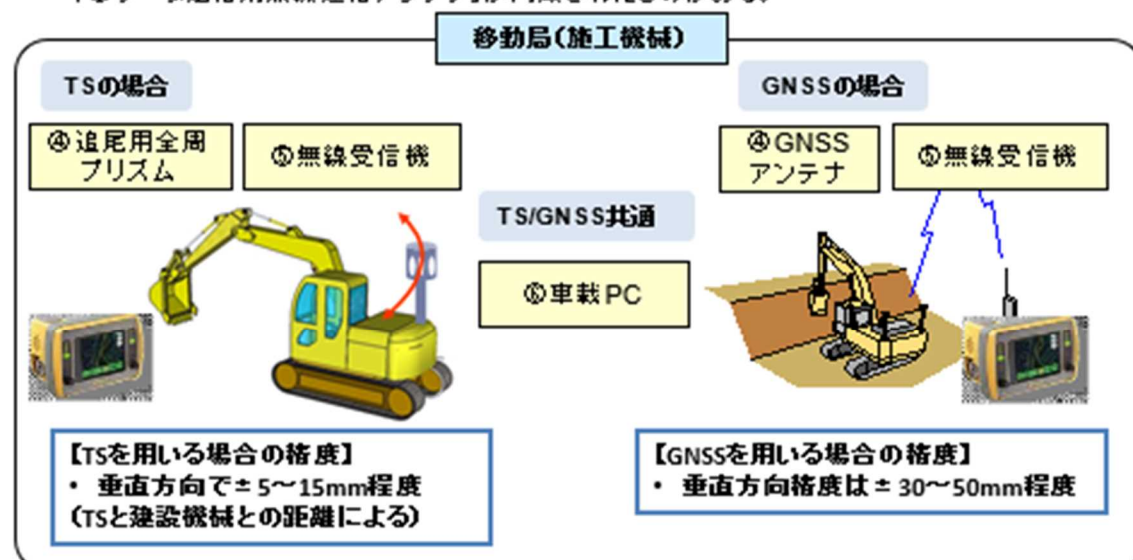 移動局(施工機械)
TSの場合
④追尾用全周
プリズム
⑤無線受信機
TS/GNSS共通
⑥車載PC
GNSSの場合
④GNSS
アンテナ
⑤無線受信機
【TSを用いる場合の精度】
・ 垂直方向で±5～15mm程度
(TSと建設機械との距離による)
【GNSSを用いる場合の精度】
・ 垂直方向精度は±30～50mm程度